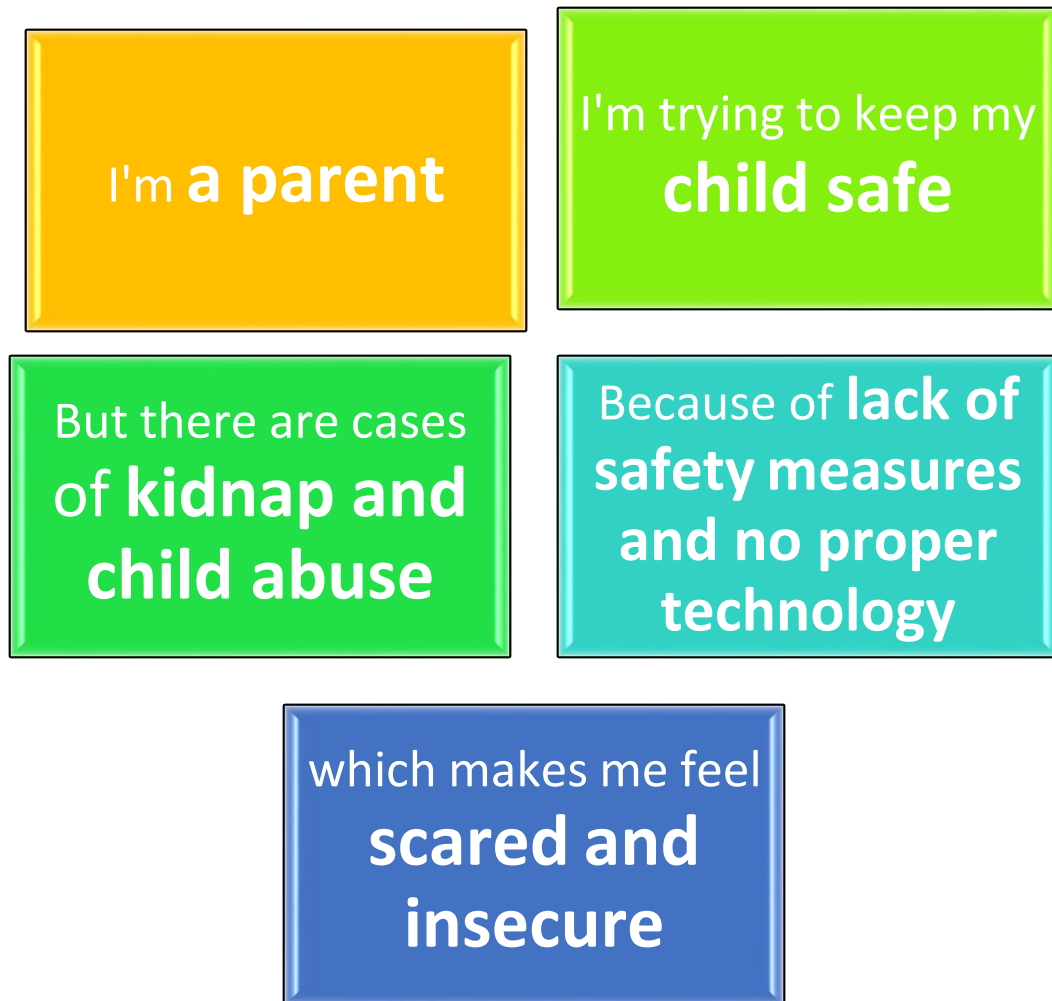 I'm a parent
I'm trying to keep my
child safe
But there are cases
of kidnap and
child abuse
Because of lack of
safety measures
and no proper
technology
which makes me feel
scared and
insecure